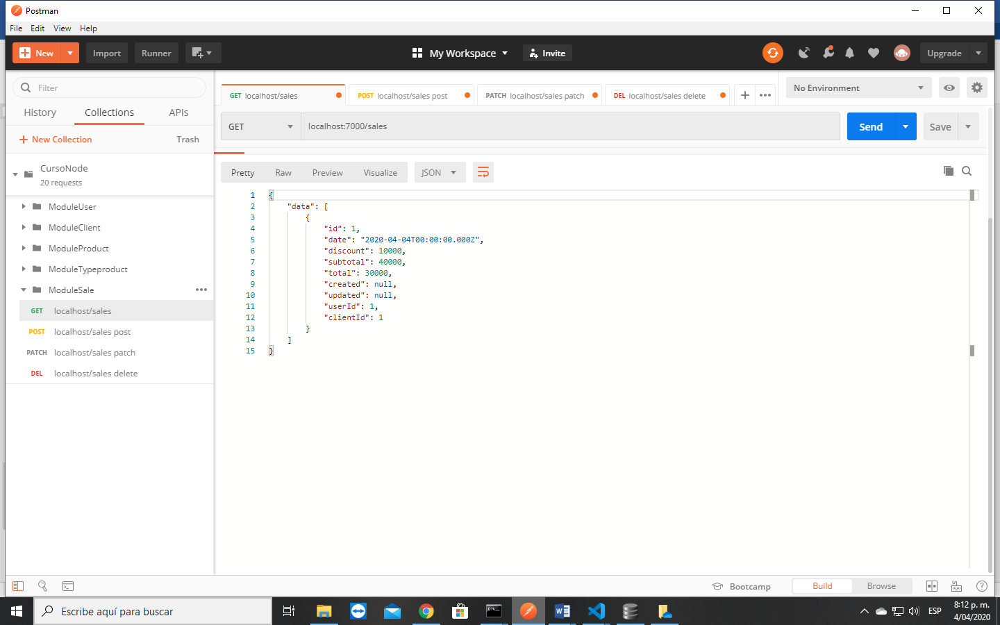 Postman
File Edit View Help
New Import Runner My Workspace Invite Upgrade
Filter
History Collections APIs
New Collection Trash
CursoNode
20 requests
ModuleUser
ModuleClient
ModuleProduct
ModuleTypeproduct
ModuleSale
GET localhost/sales
POST localhost/sales post
PATCH localhost/sales patch
DEL localhost/sales delete
GET localhost/sales POST localhost/sales post PATCH localhost/sales patch DEL localhost/sales delete
No Environment
GET localhost:7000/sales Send Save
Pretty Raw Preview Visualize JSON
1 {
2 "data": [
3 {
4 "id": 1,
5 "date": "2020-04-04T00:00:00.000Z",
6 "discount": 10000,
7 "subtotal": 40000,
8 "total": 30000,
9 "created": null,
10 "updated": null,
11 "userId": 1,
12 "clientId": 1
13 }
14 ]
15 }
Bootcamp Build Browse
Escribe aquí para buscar
ESP
8:12 p. m.
4/04/2020